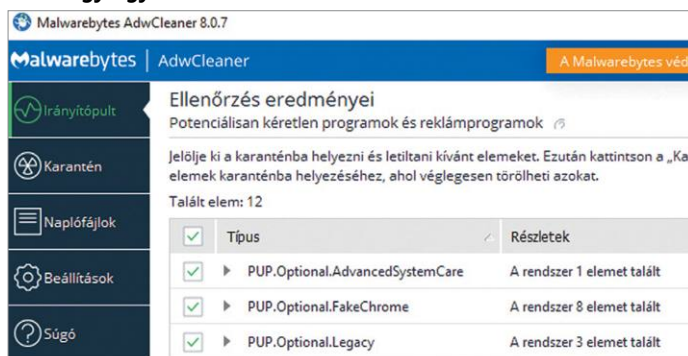 Malwarebytes AdwCleaner 8.0.7
Malwarebytes | AdwCleaner
A Malwarebytes véd
Irányítópult
Karantén
Naplófájlok
Beállítások
Súgó
Ellenőrzés eredményei
Potenciálisan kéretlen programok és reklámprogramok
Jelölje ki a karanténba helyezni és letiltani kívánt elemeket. Ezután kattintson a „Ka
elemek karanténba helyezéséhez, ahol véglegesen törölheti azokat.
Talált elem: 12
Típus Részletek
PUP.Optional.AdvancedSystemCare A rendszer 1 elemet talált
PUP.Optional.FakeChrome A rendszer 8 elemet talált
PUP.Optional.Legacy A rendszer 3 elemet talált